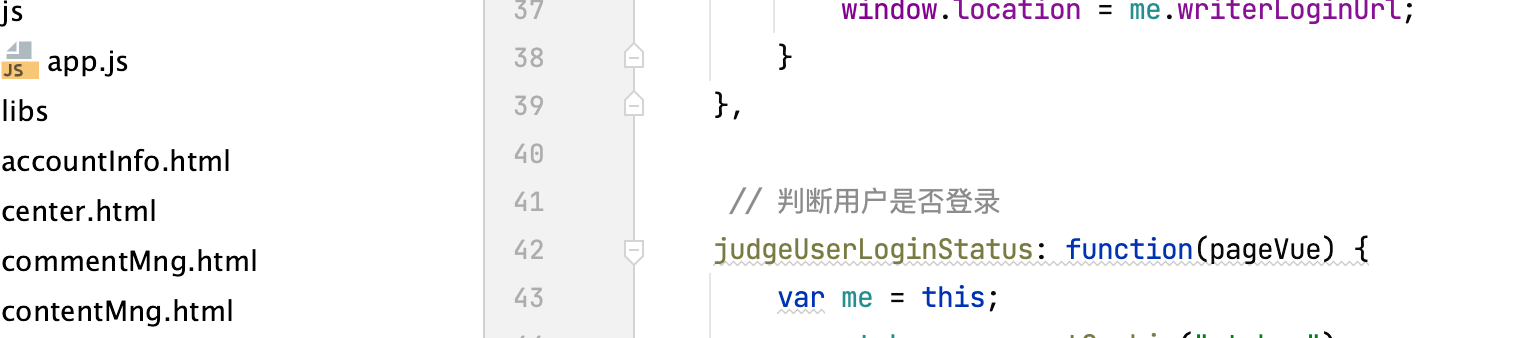 js
JS app.js
libs
accountInfo.html
center.html
commentMng.html
contentMng.html
37 window.location = me.writerLoginUrl;
38 }
39 },
40
41 // 判断用户是否登录
42 judgeUserLoginStatus: function(pageVue) {
43 var me = this;